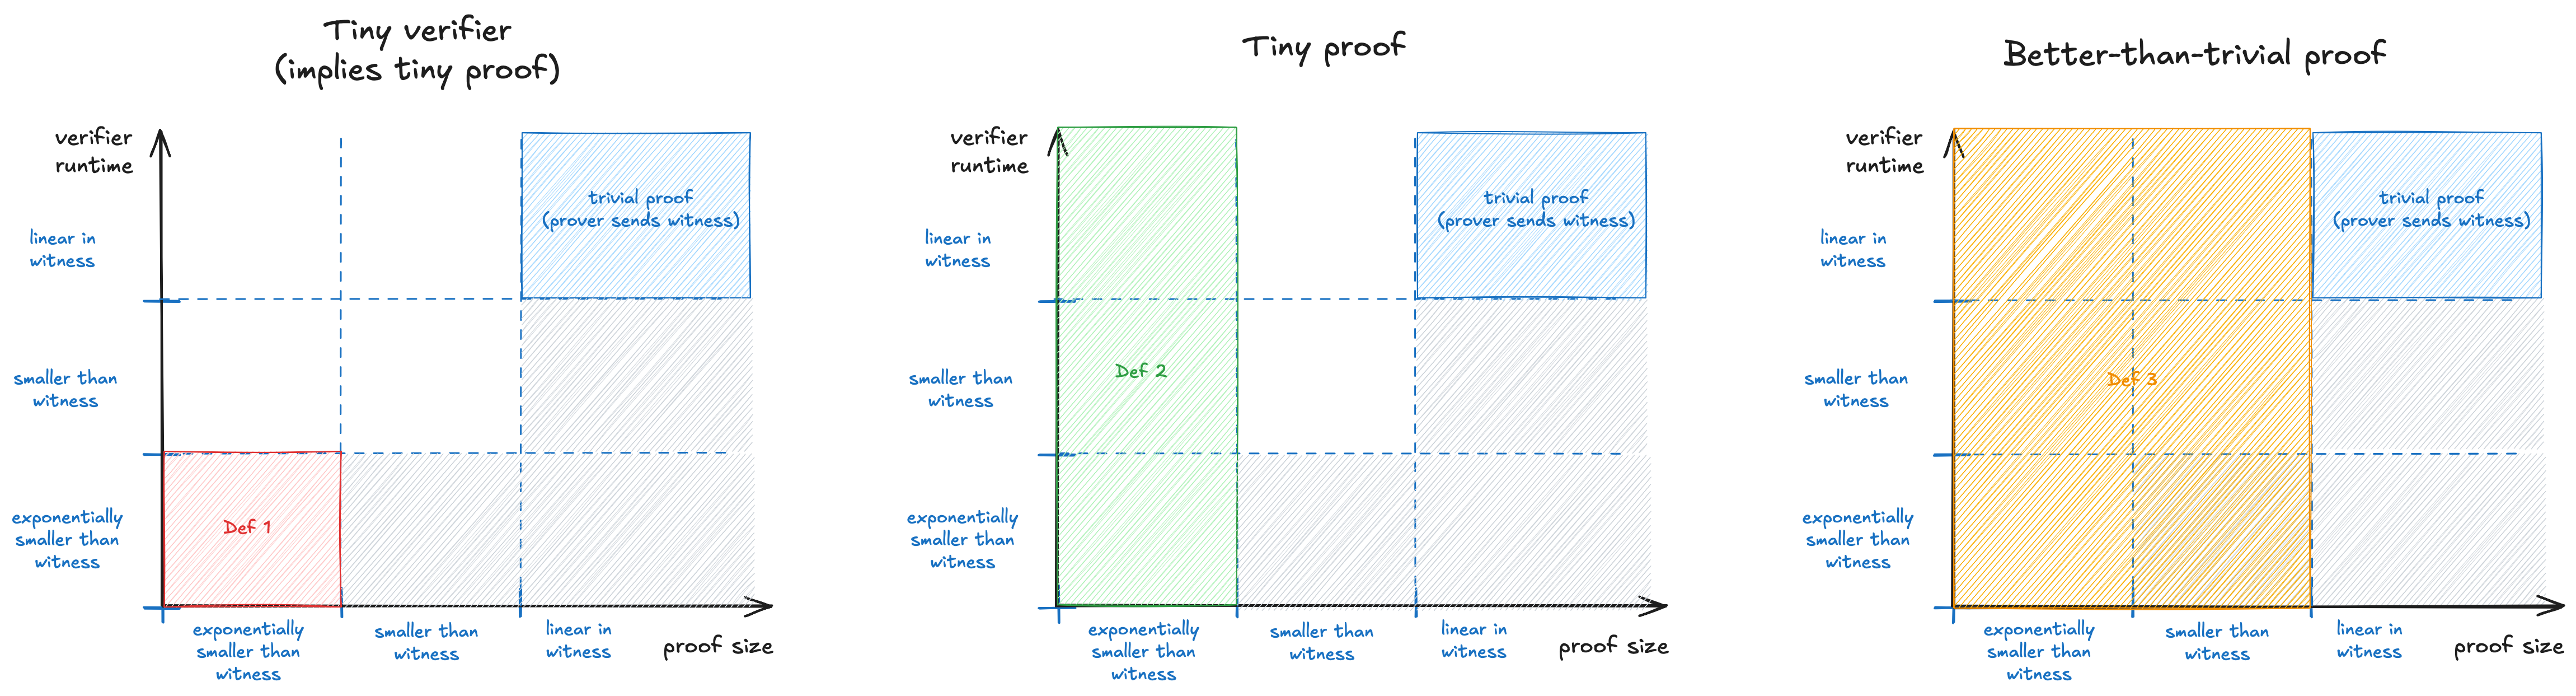 Tiny verifier
(implies tiny proof)
verifier
runtime
trivial proof
(prover sends witness)
linear in
witness
smaller than
witness
exponentially
smaller than
witness
Def 1
exponentially
smaller than
witness
smaller than
witness
linear in
witness
proof size
Tiny proof
verifier
runtime
trivial proof
(prover sends witness)
linear in
witness
smaller than
witness
Def 2
exponentially
smaller than
witness
exponentially
smaller than
witness
smaller than
witness
linear in
witness
proof size
Better-than-trivial proof
verifier
runtime
trivial proof
(prover sends witness)
linear in
witness
smaller than
witness
Def 3
exponentially
smaller than
witness
exponentially
smaller than
witness
smaller than
witness
linear in
witness
proof size